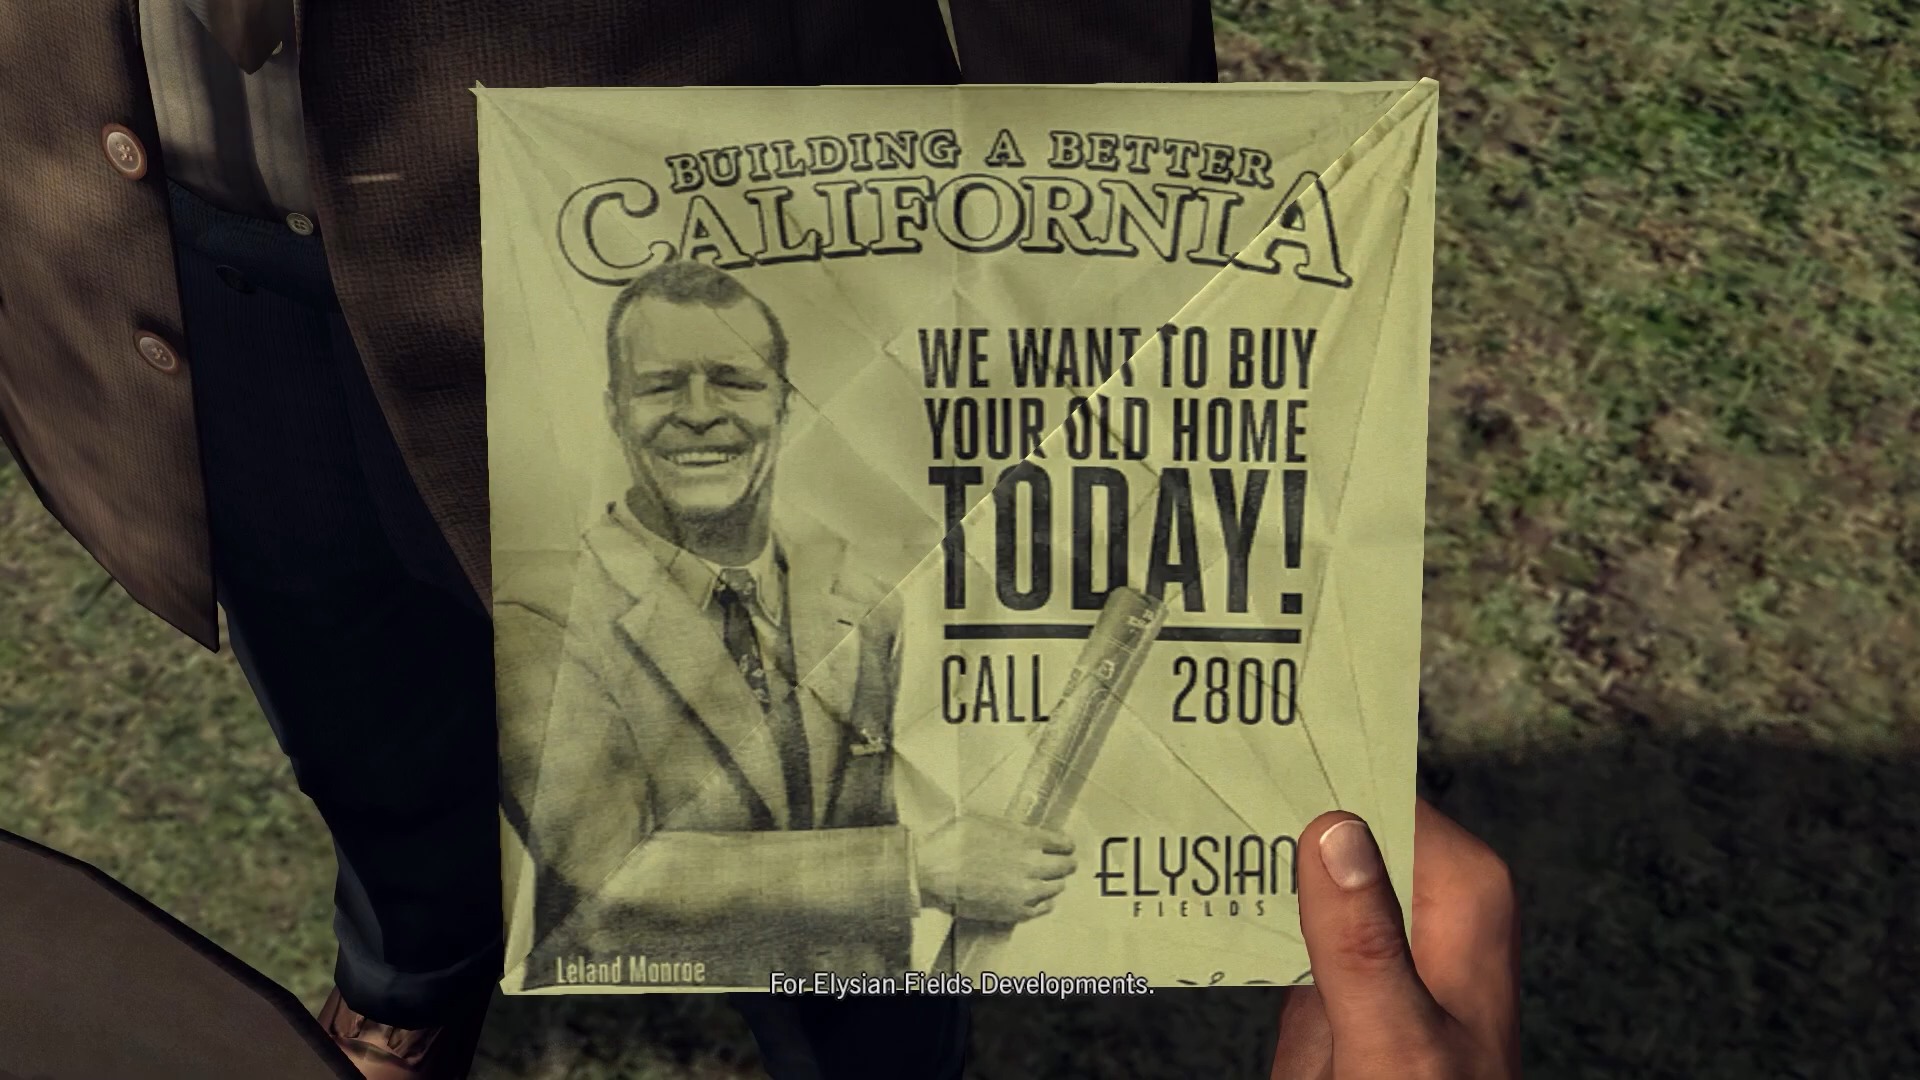 BUILDING A BETTER
CALIFORNIA
WE WANT TO BUY
YOUR OLD HOME
TODAY!
CALL 2800
ELYSIAN
FIELDS
Leland Monroe
For Elysian Fields Developments.